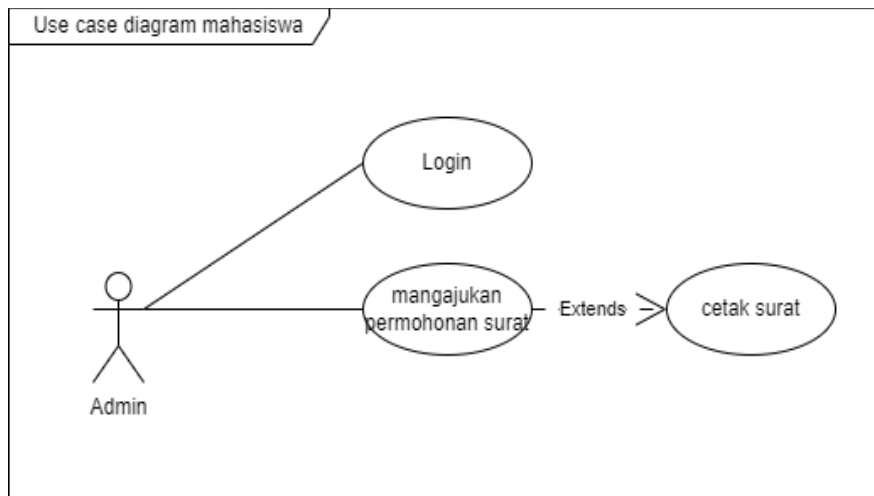 Use case diagram mahasiswa
Login
mangajukan
permohonan surat
Extends
cetak surat
Admin